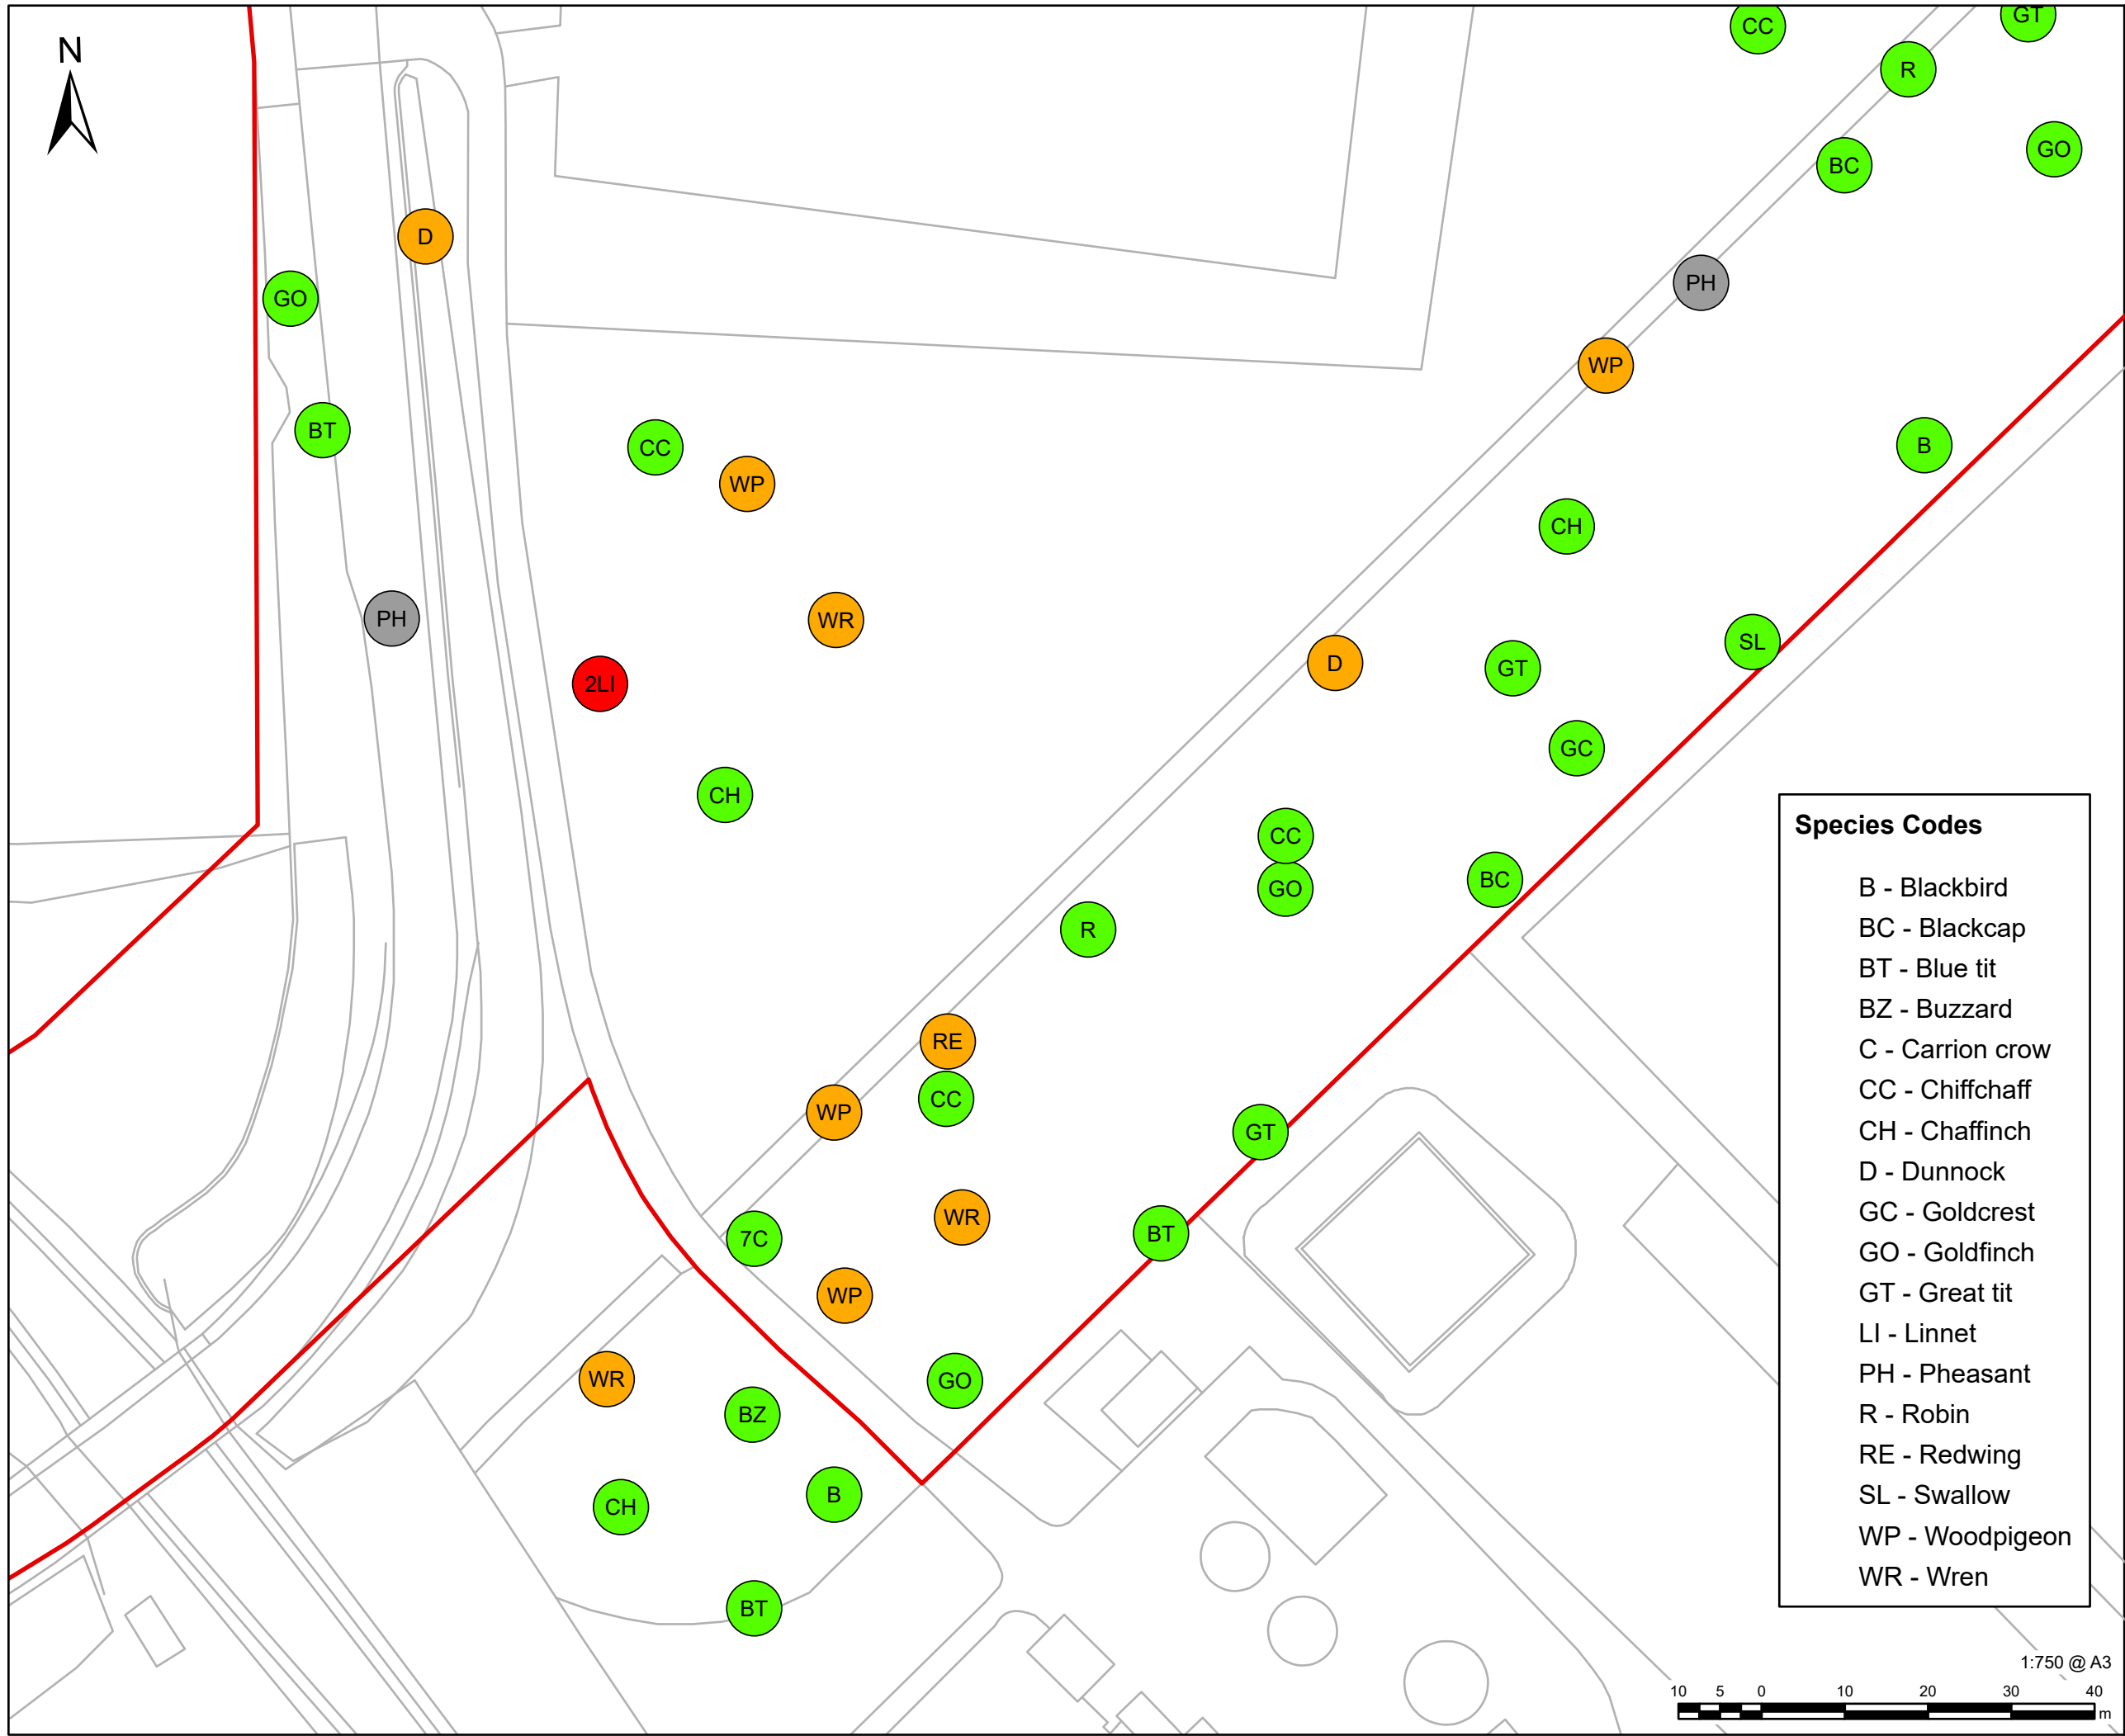 N
CC
GT
R
GO
BC
D
PH
GO
WP
BT
CC
B
WP
CH
PH
WR
SL
D
GT
2LI
GC
CH
CC
BC
GO
R
RE
CC
WP
GT
WR
BT
7C
WP
WR
GO
BZ
B
CH
BT
Species Codes
B - Blackbird
BC - Blackcap
BT - Blue tit
BZ - Buzzard
C - Carrion crow
CC - Chiffchaff
CH - Chaffinch
D - Dunnock
GC - Goldcrest
GO - Goldfinch
GT - Great tit
LI - Linnet
PH - Pheasant
R - Robin
RE - Redwing
SL - Swallow
WP - Woodpigeon
WR - Wren
1:750 @ A3
10 5 0 10 20 30 40
m